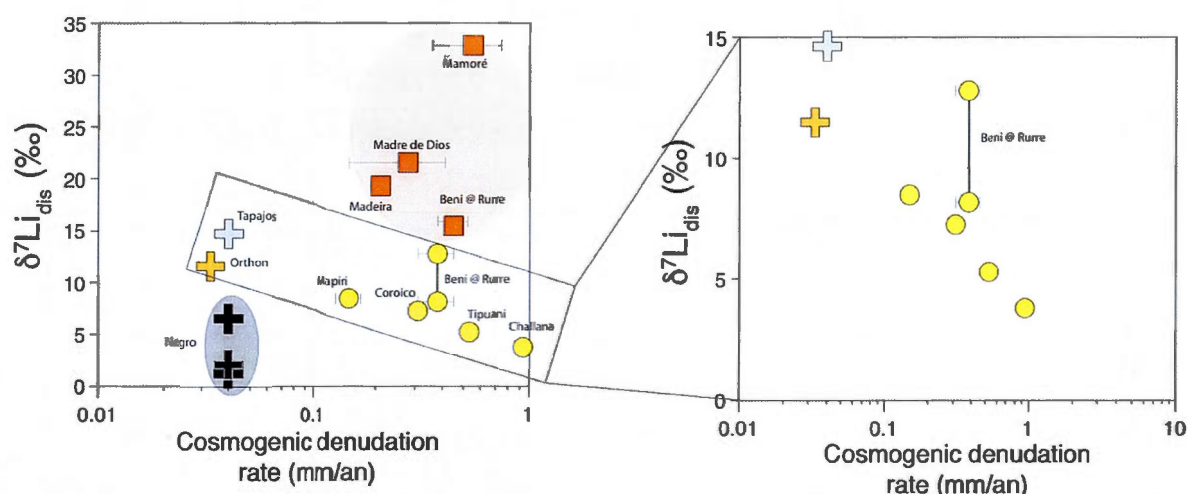 δ⁷Li_dis (‰)
35
30
25
20
15
10
5
0
Mamoré
Madre de Dios
Madeira
Beni @ Rurre
Tapajos
Orthon
Mapiri
Coroico
Beni @ Rurre
Tipuani
Challana
Negro
0.01
0.1
1
Cosmogenic denudation
rate (mm/an)
δ⁷Li_dis (‰)
15
10
5
0
Beni @ Rurre
0.01
0.1
1
10
Cosmogenic denudation
rate (mm/an)